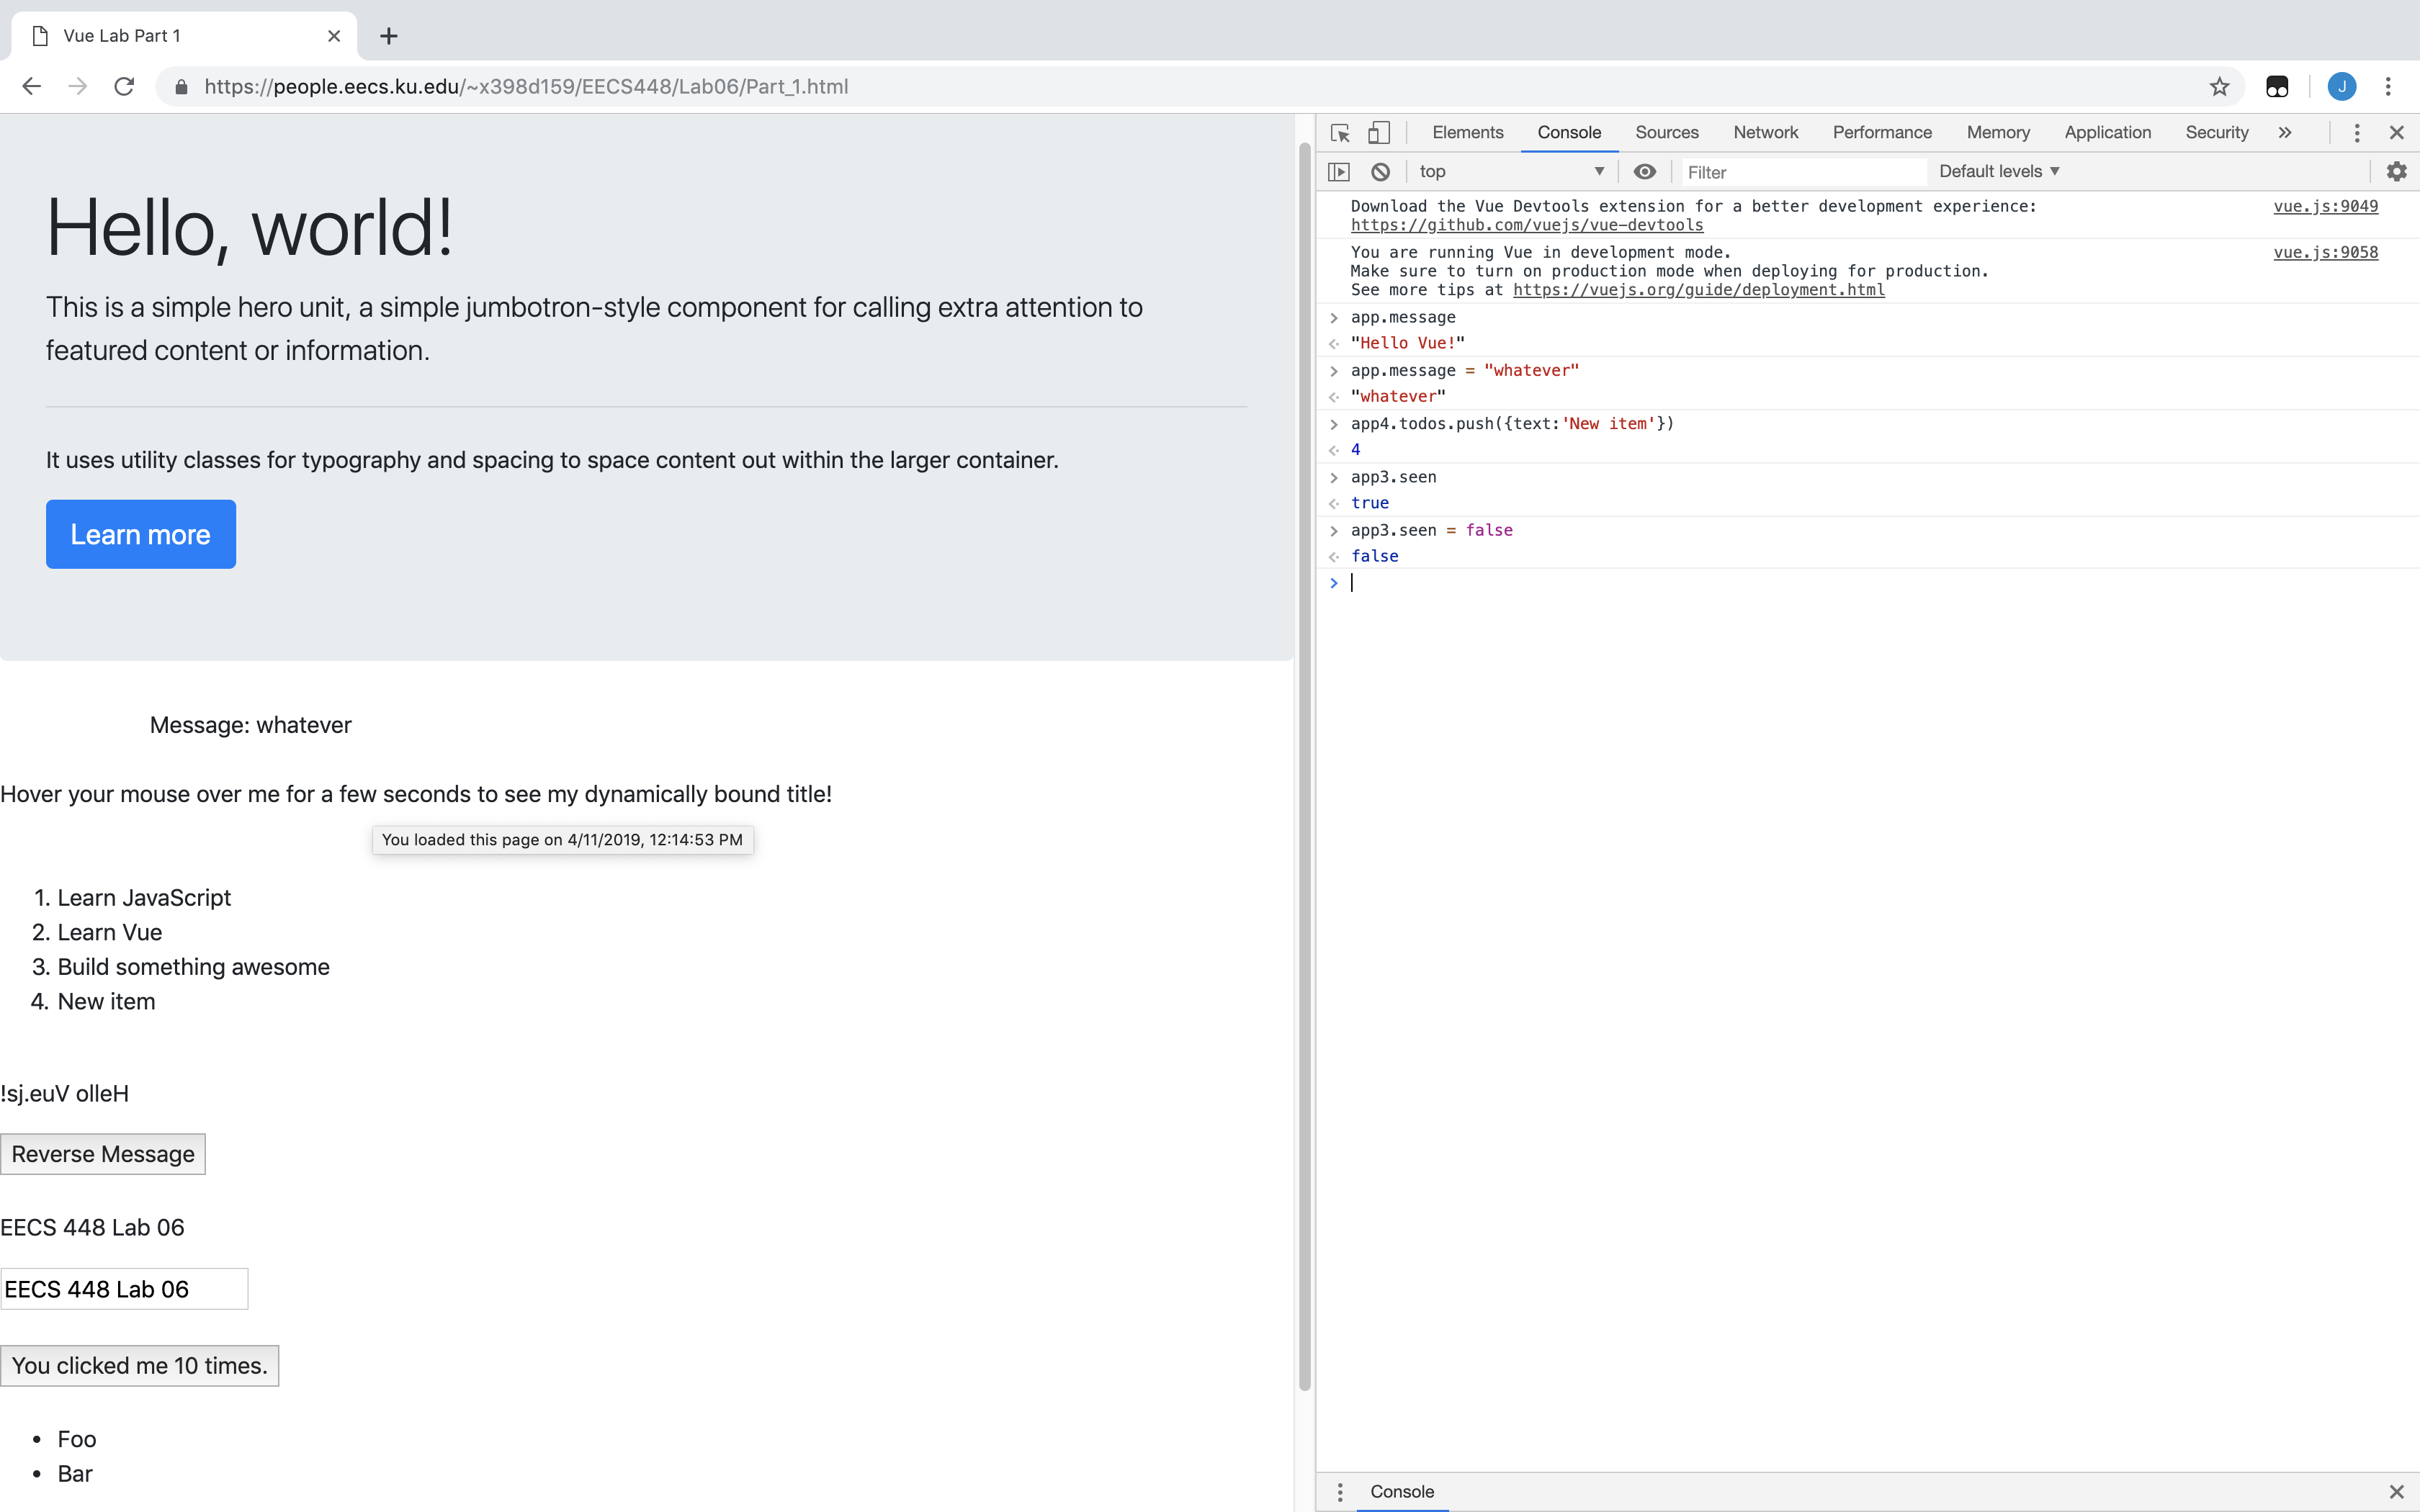 Vue Lab Part 1
https://people.eecs.ku.edu/~x398d159/EECS448/Lab06/Part_1.html
J
Hello, world!
This is a simple hero unit, a simple jumbotron-style component for calling extra attention to
featured content or information.
It uses utility classes for typography and spacing to space content out within the larger container.
Learn more
Message: whatever
Hover your mouse over me for a few seconds to see my dynamically bound title!
You loaded this page on 4/11/2019, 12:14:53 PM
1. Learn JavaScript
2. Learn Vue
3. Build something awesome
4. New item
!sj.euV olleH
Reverse Message
EECS 448 Lab 06
EECS 448 Lab 06
You clicked me 10 times.
• Foo
• Bar
Elements Console Sources Network Performance Memory Application Security »
top Filter Default levels
Download the Vue Devtools extension for a better development experience: vue.js:9049
https://github.com/vuejs/vue-devtools
You are running Vue in development mode. vue.js:9058
Make sure to turn on production mode when deploying for production.
See more tips at https://vuejs.org/guide/deployment.html
> app.message
"Hello Vue!"
> app.message = "whatever"
"whatever"
> app4.todos.push({text:'New item'})
4
> app3.seen
true
> app3.seen = false
false
>
Console